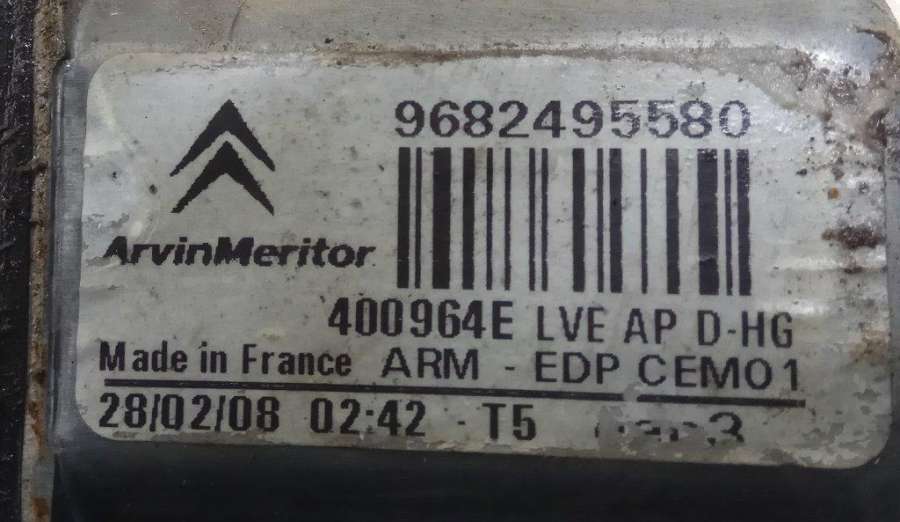 9682495580
ArvinMeritor
400964E LVE AP D-HG
Made in France ARM - EDP CEM01
28/02/08 02:42 - T5